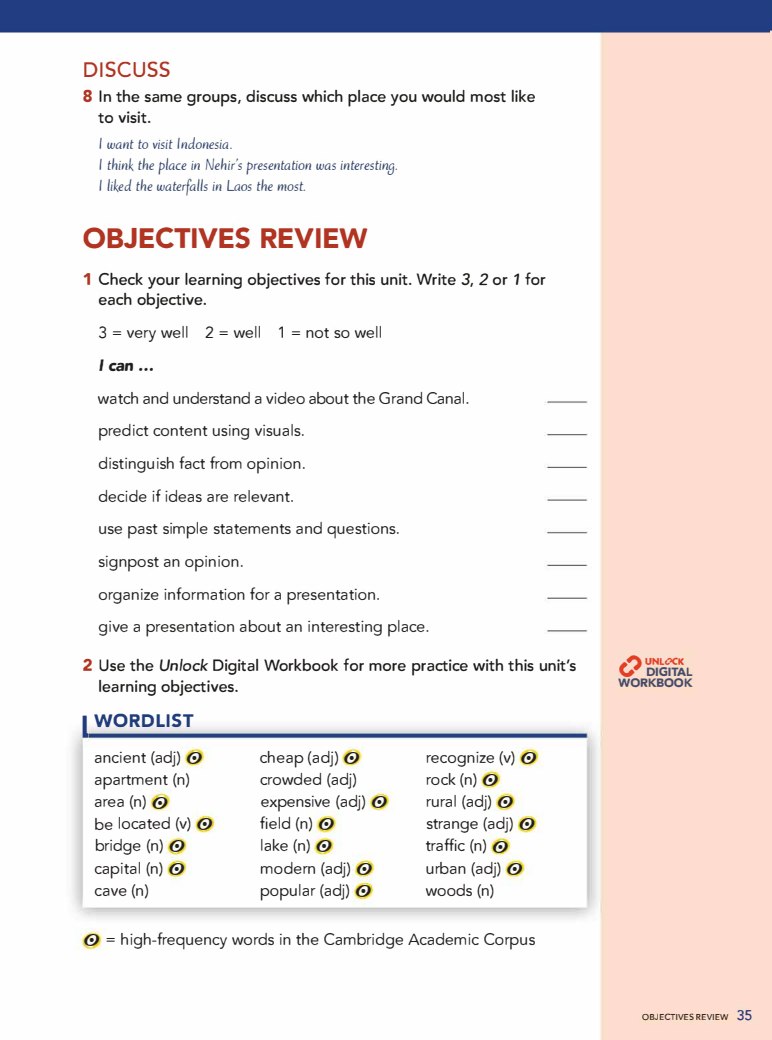 DISCUSS
8 In the same groups, discuss which place you would most like
to visit.
I want to visit Indonesia.
I think the place in Nehir's presentation was interesting.
I liked the waterfalls in Laos the most.
OBJECTIVES REVIEW
1 Check your learning objectives for this unit. Write 3, 2 or 1 for
each objective.
3 = very well 2 = well 1 = not so well
I can ...
watch and understand a video about the Grand Canal.
predict content using visuals.
distinguish fact from opinion.
decide if ideas are relevant.
use past simple statements and questions.
signpost an opinion.
organize information for a presentation.
give a presentation about an interesting place.
2 Use the Unlock Digital Workbook for more practice with this unit's
learning objectives.
UNLOCK
DIGITAL
WORKBOOK
WORDLIST
ancient (adj)
apartment (n)
area (n)
be located (v)
bridge (n)
capital (n)
cave (n)
cheap (adj)
crowded (adj)
expensive (adj)
field (n)
lake (n)
modern (adj)
popular (adj)
recognize (v)
rock (n)
rural (adj)
strange (adj)
traffic (n)
urban (adj)
woods (n)
= high-frequency words in the Cambridge Academic Corpus
OBJECTIVES REVIEW 35